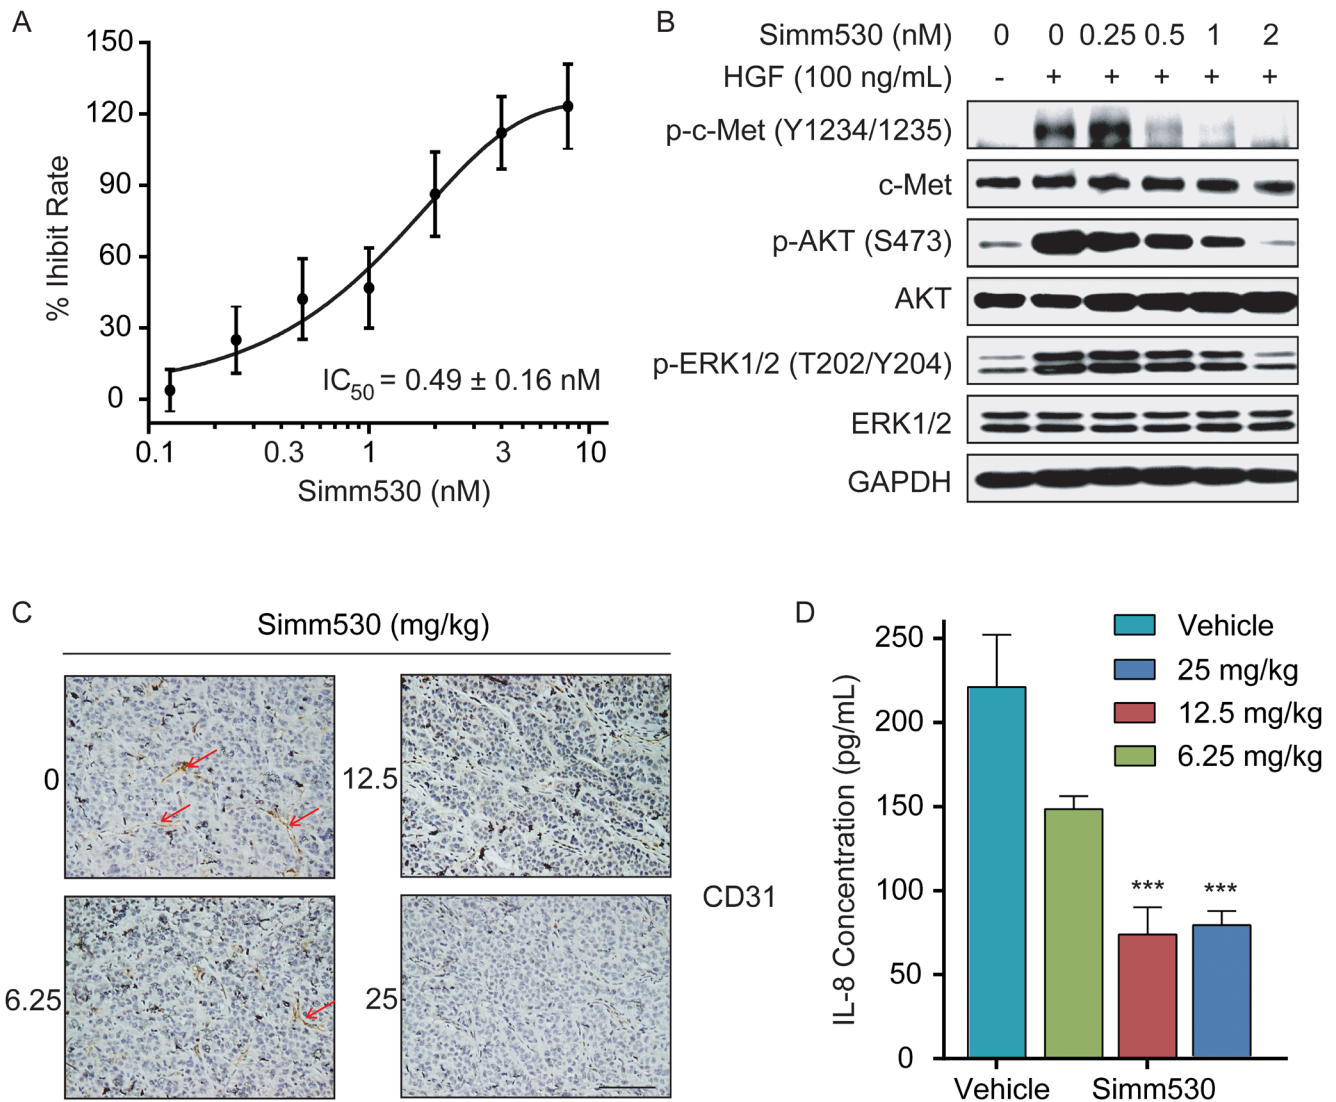 A
150
120
90
60
30
0
% Ihibit Rate
IC50 = 0.49 ± 0.16 nM
0.1 0.3 1 3 10
Simm530 (nM)
B
Simm530 (nM) 0 0 0.25 0.5 1 2
HGF (100 ng/mL) - + + + + +
p-c-Met (Y1234/1235)
c-Met
p-AKT (S473)
AKT
p-ERK1/2 (T202/Y204)
ERK1/2
GAPDH
C
Simm530 (mg/kg)
0
12.5
6.25
25
CD31
D
250
200
150
100
50
0
IL-8 Concentration (pg/mL)
Vehicle
25 mg/kg
12.5 mg/kg
6.25 mg/kg
*** ***
Vehicle Simm530